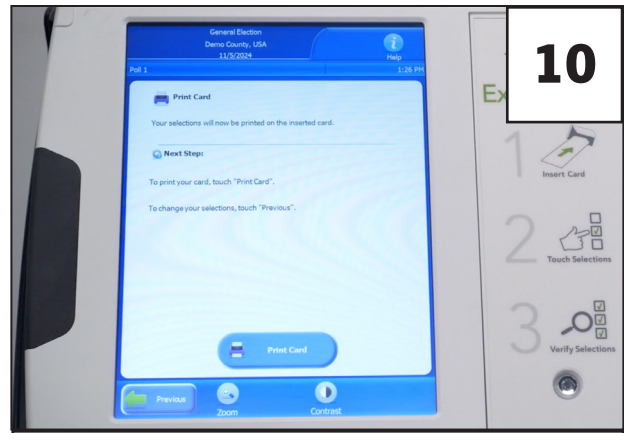 General Election
Demo County, USA
11/5/2024
Help
Poll 1
1:26 PM
Print Card
Your selections will now be printed on the inserted card.
Next Step:
To print your card, touch "Print Card".
To change your selections, touch "Previous".
Print Card
Previous
Zoom
Contrast
10
Ex
1
Insert Card
2
Touch Selections
3
Verify Selections